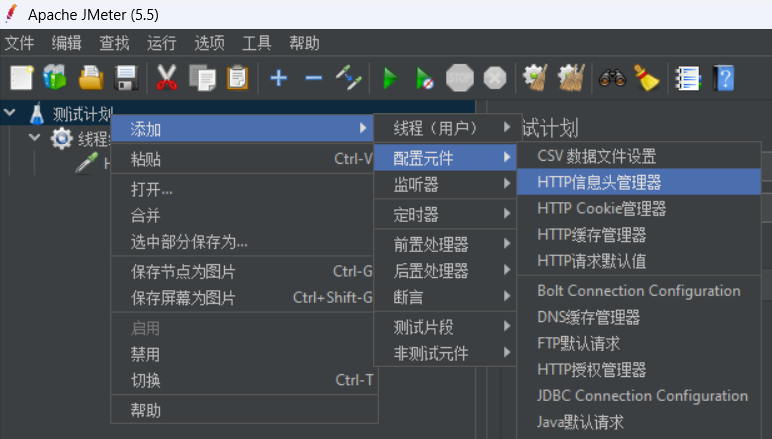 Apache JMeter (5.5)
文件 编辑 查找 运行 选项 工具 帮助
STOP
测试计划
线程
H
添加
粘贴 Ctrl-V
打开...
合并
选中部分保存为...
保存节点为图片 Ctrl-G
保存屏幕为图片 Ctrl+Shift-G
启用
禁用
切换 Ctrl-T
帮助
线程（用户）
配置元件
监听器
定时器
前置处理器
后置处理器
断言
测试片段
非测试元件
试计划
CSV 数据文件设置
HTTP信息头管理器
HTTP Cookie管理器
HTTP缓存管理器
HTTP请求默认值
Bolt Connection Configuration
DNS缓存管理器
FTP默认请求
HTTP授权管理器
JDBC Connection Configuration
Java默认请求